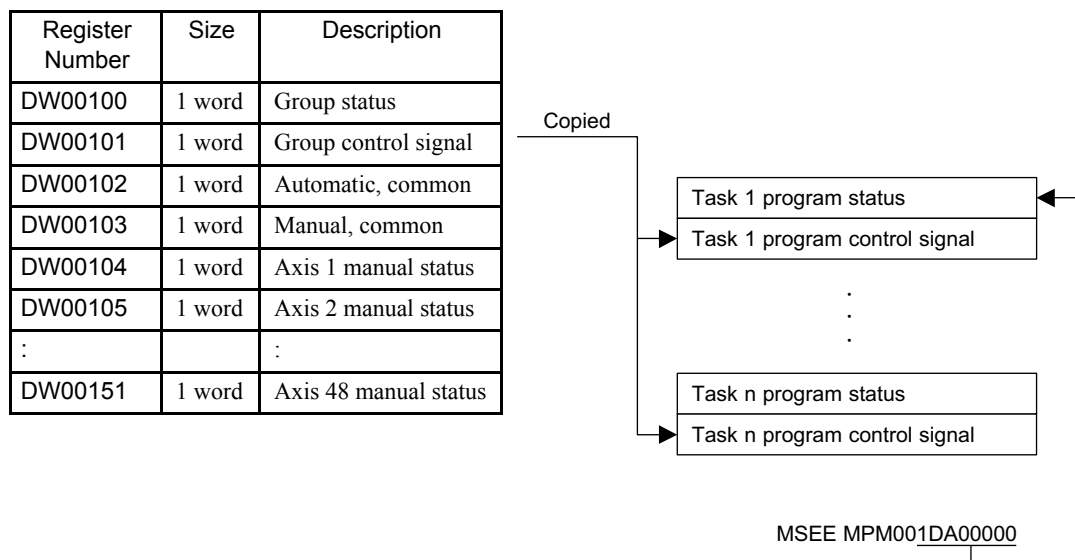 Register Number Size Description
DW00100 1 word Group status
DW00101 1 word Group control signal
DW00102 1 word Automatic, common
DW00103 1 word Manual, common
DW00104 1 word Axis 1 manual status
DW00105 1 word Axis 2 manual status
: :
DW00151 1 word Axis 48 manual status
Copied
Task 1 program status
Task 1 program control signal
.
.
.
Task n program status
Task n program control signal
MSEE MPM001DA00000